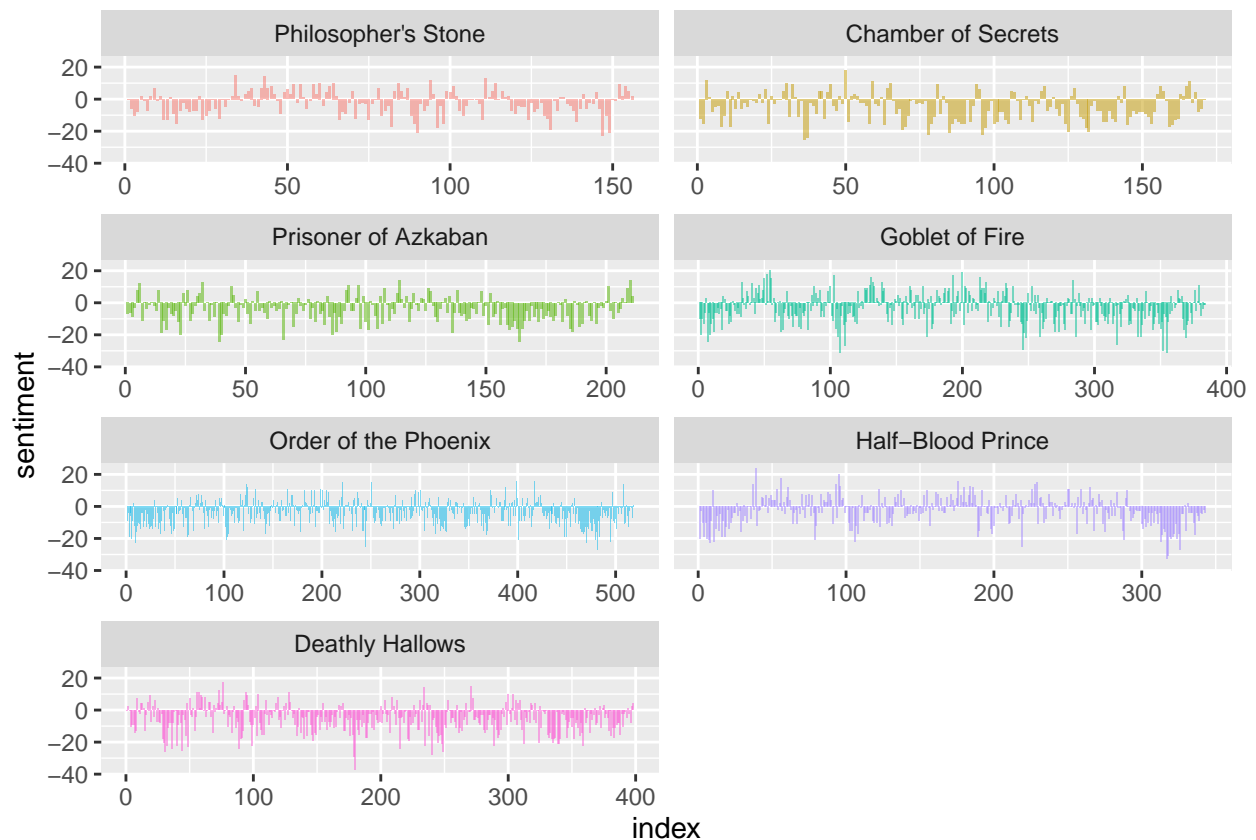 Philosopher's Stone
Chamber of Secrets
20
0
−20
−40
0 50 100 150
0 50 100 150
Prisoner of Azkaban
Goblet of Fire
20
0
−20
−40
0 50 100 150 200
0 100 200 300 400
sentiment
Order of the Phoenix
Half−Blood Prince
20
0
−20
−40
0 100 200 300 400 500
0 100 200 300
Deathly Hallows
20
0
−20
−40
0 100 200 300 400
index